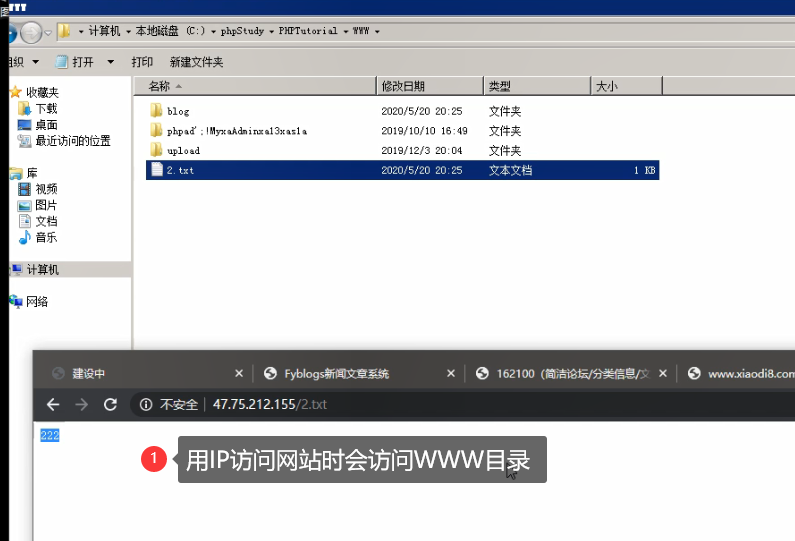 计算机 ▾ 本地磁盘 (C:) ▾ phpStudy ▾ PHPTutorial ▾ WWW ▾
组织 ▾ 打开 ▾ 打印 新建文件夹
名称 修改日期 类型 大小
收藏夹
下载
桌面
最近访问的位置
库
视频
图片
文档
音乐
计算机
网络
blog 2020/5/20 20:25 文件夹
2019/10/10 16:49 文件夹
upload 2019/12/3 20:04 文件夹
2.txt 2020/5/20 20:25 文本文档 1 KB
建设中 × Fyblogs新闻文章系统 × 162100（简洁论坛/分类信息/文 × www.xiaodi8.com
不安全 | 47.75.212.155/2.txt
222
1 用IP访问网站时会访问WWW目录